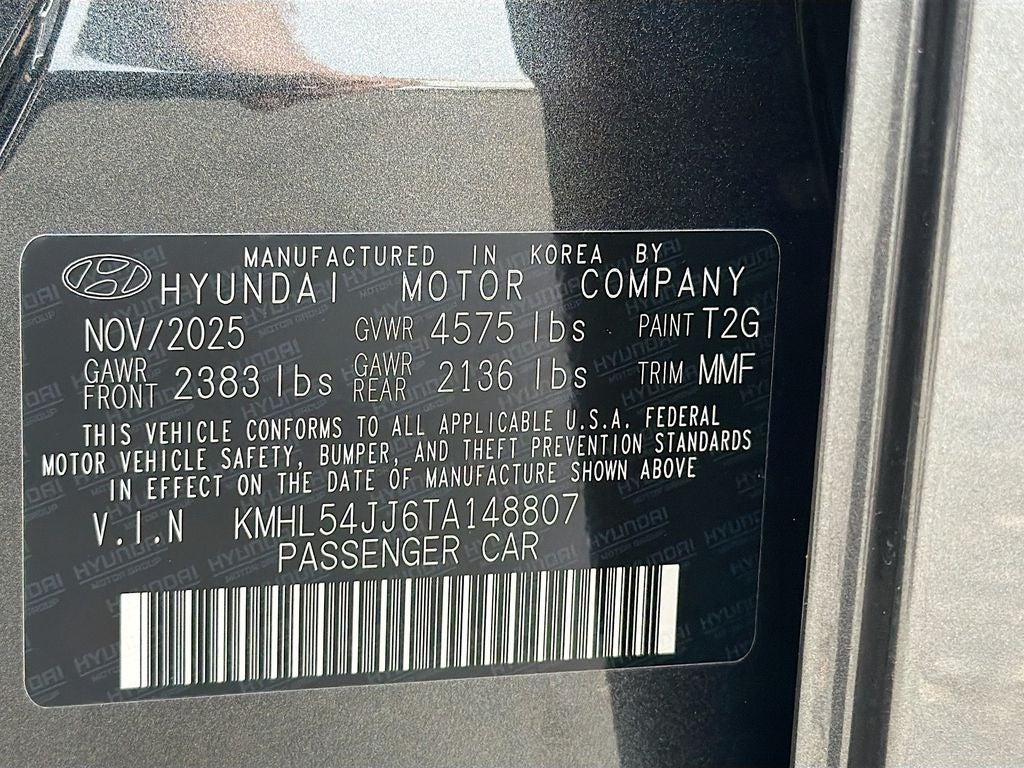 MANUFACTURED IN KOREA BY
HYUNDAI MOTOR COMPANY
NOV/2025 GVWR 4575 lbs PAINT T2G
GAWR FRONT 2383 lbs GAWR REAR 2136 lbs TRIM MMF
THIS VEHICLE CONFORMS TO ALL APPLICABLE U.S.A. FEDERAL
MOTOR VEHICLE SAFETY, BUMPER, AND THEFT PREVENTION STANDARDS
IN EFFECT ON THE DATE OF MANUFACTURE SHOWN ABOVE
V.I.N KMHL54JJ6TA148807
PASSENGER CAR